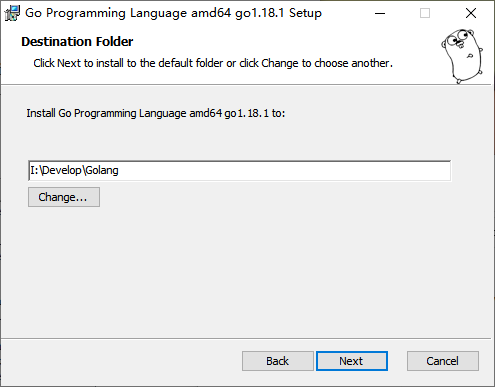 Go Programming Language amd64 go1.18.1 Setup
Destination Folder
Click Next to install to the default folder or click Change to choose another.
Install Go Programming Language amd64 go1.18.1 to:
I:\Develop\Golang
Change...
Back
Next
Cancel